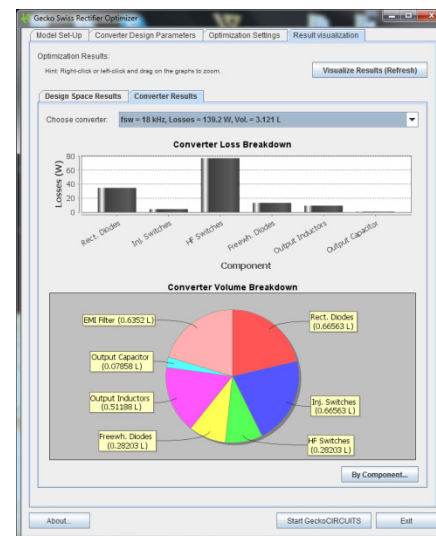 Gecko Swiss Rectifier Optimizer
Model Set-Up Converter Design Parameters Optimization Settings Result visualization
Optimization Results:
Hint: Right-click or left-click and drag on the graphs to zoom.
Visualize Results (Refresh)
Design Space Results Converter Results
Choose converter: fsw = 18 kHz, Losses = 139.2 W, Vol. = 3.121 L
Converter Loss Breakdown
Losses (W)
80
60
40
20
0
Rect. Diodes Inj. Switches HF Switches Freewh. Diodes Output Inductors Output Capacitor
Component
Converter Volume Breakdown
EMI Filter (0.6352 L)
Rect. Diodes
(0.66563 L)
Output Capacitor
(0.07858 L)
Output Inductors
(0.51188 L)
Inj. Switches
(0.66563 L)
Freewh. Diodes
(0.28203 L)
HF Switches
(0.28203 L)
By Component...
About... Start GeckoCIRCUITS Exit